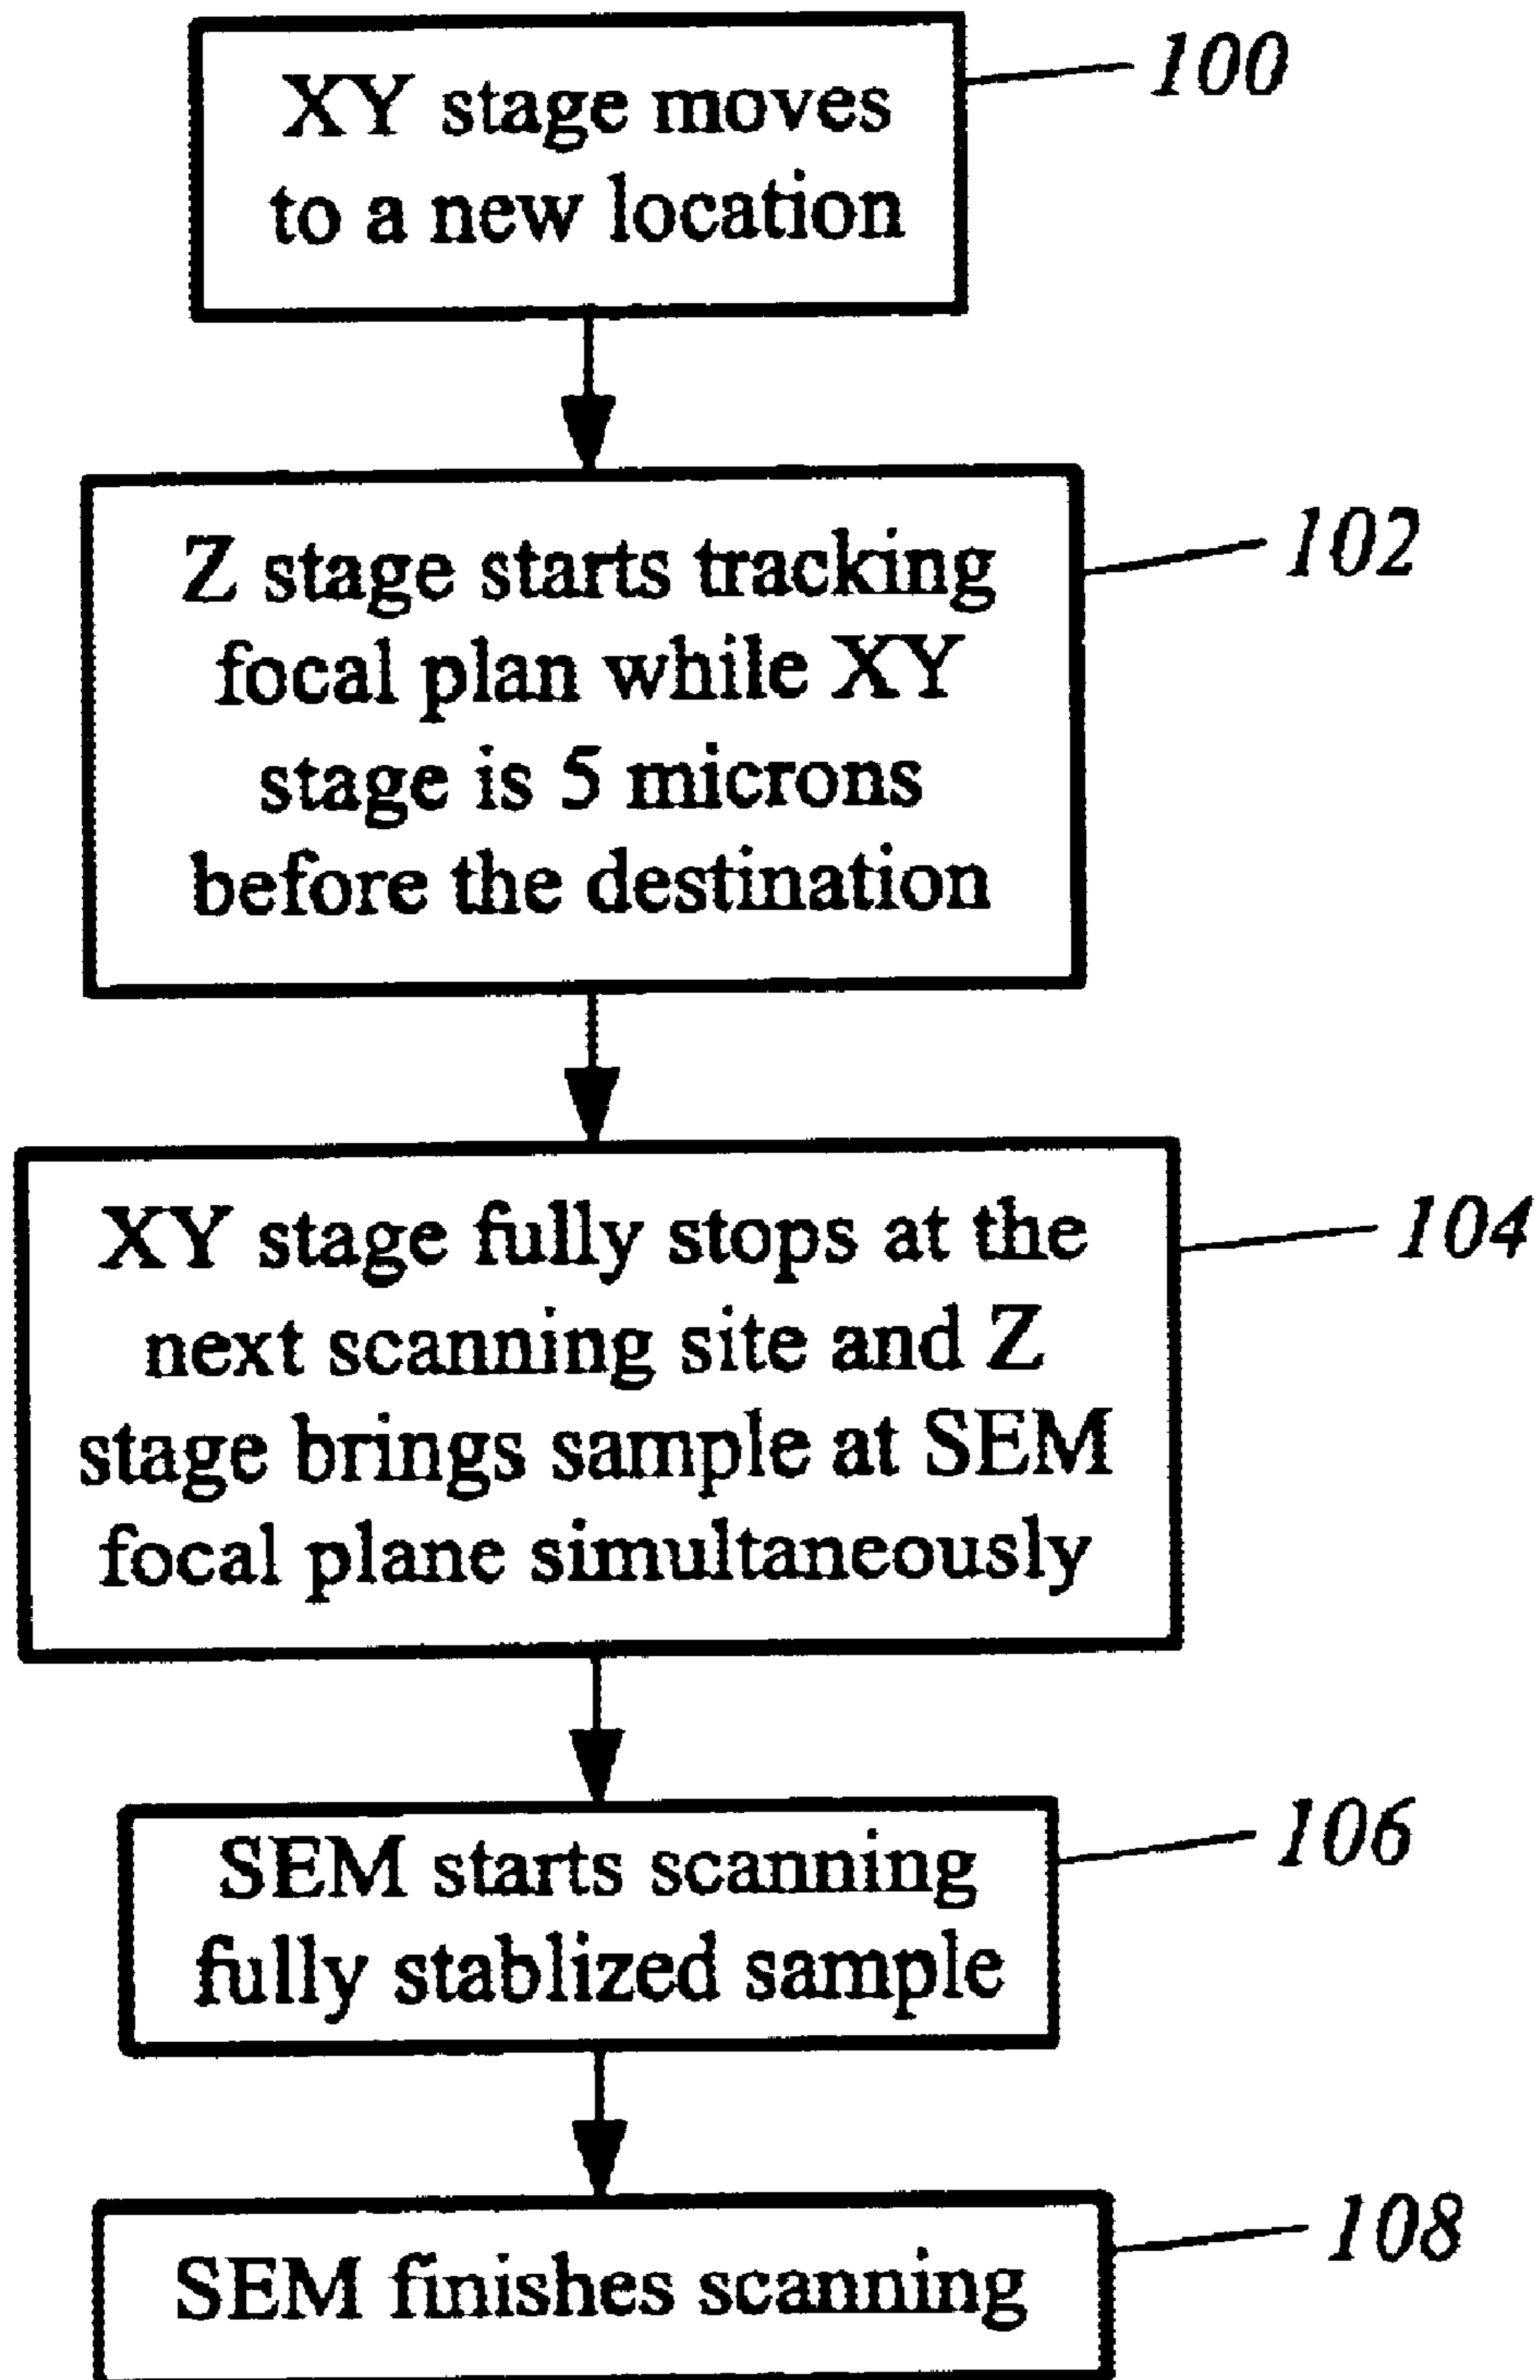 XY stage moves
to a new location
100
Z stage starts tracking
focal plan while XY
stage is 5 microns
before the destination
102
XY stage fully stops at the
next scanning site and Z
stage brings sample at SEM
focal plane simultaneously
104
SEM starts scanning
fully stablized sample
106
SEM finishes scanning
108